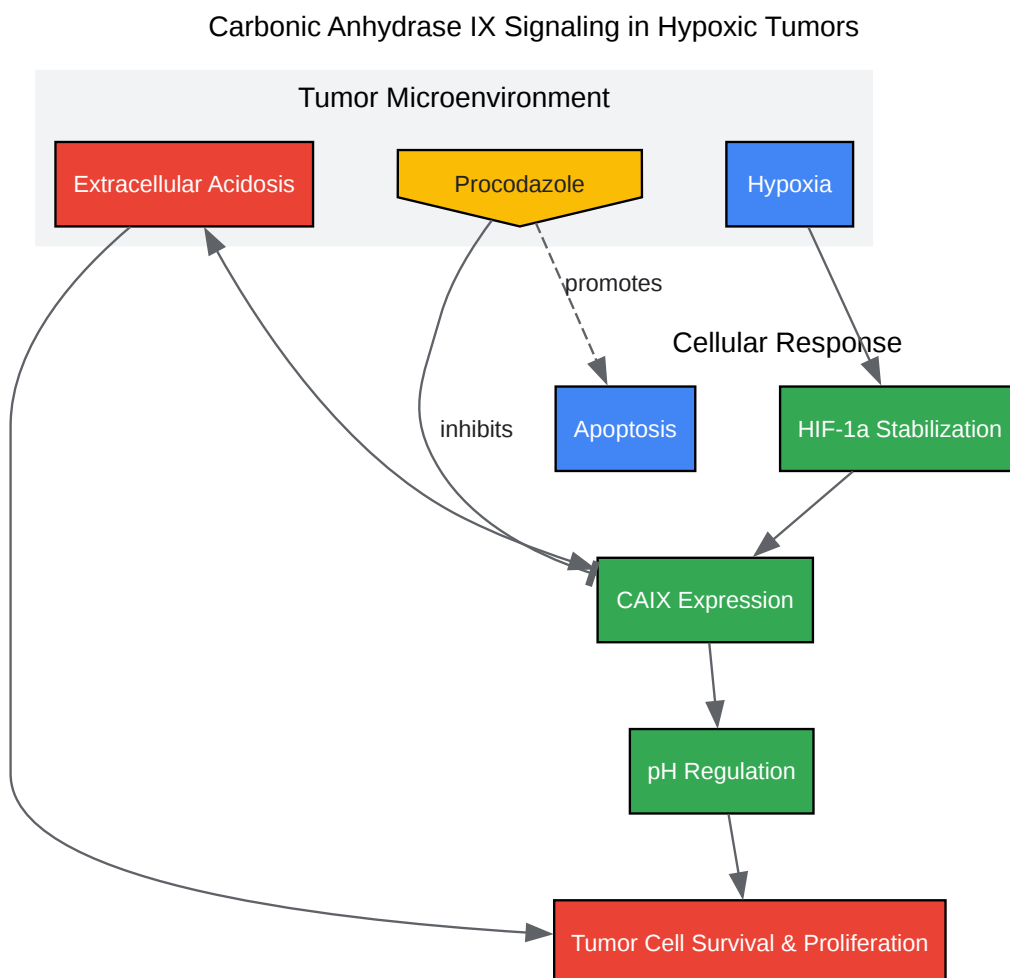 Carbonic Anhydrase IX Signaling in Hypoxic Tumors
Tumor Microenvironment
Extracellular Acidosis
Procodazole
Hypoxia
promotes
Cellular Response
inhibits
Apoptosis
HIF-1a Stabilization
CAIX Expression
pH Regulation
Tumor Cell Survival & Proliferation